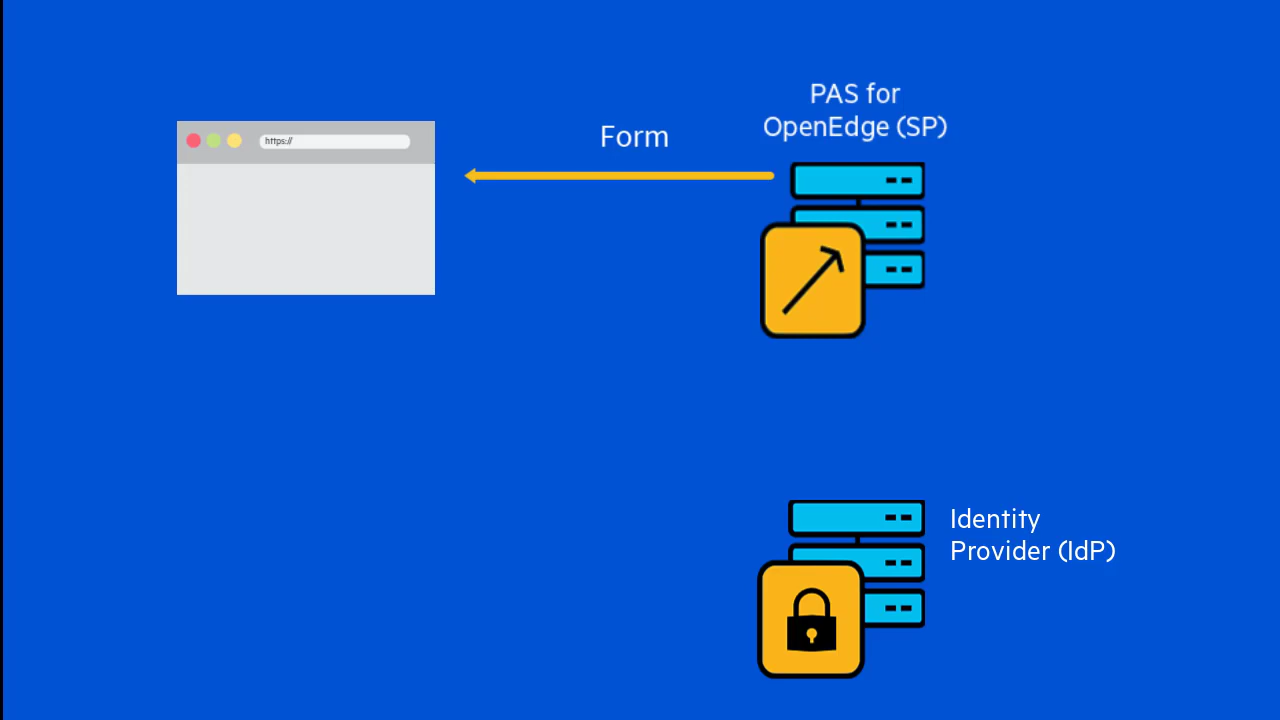 PAS for
OpenEdge (SP)
Form
https://
Identity
Provider (IdP)